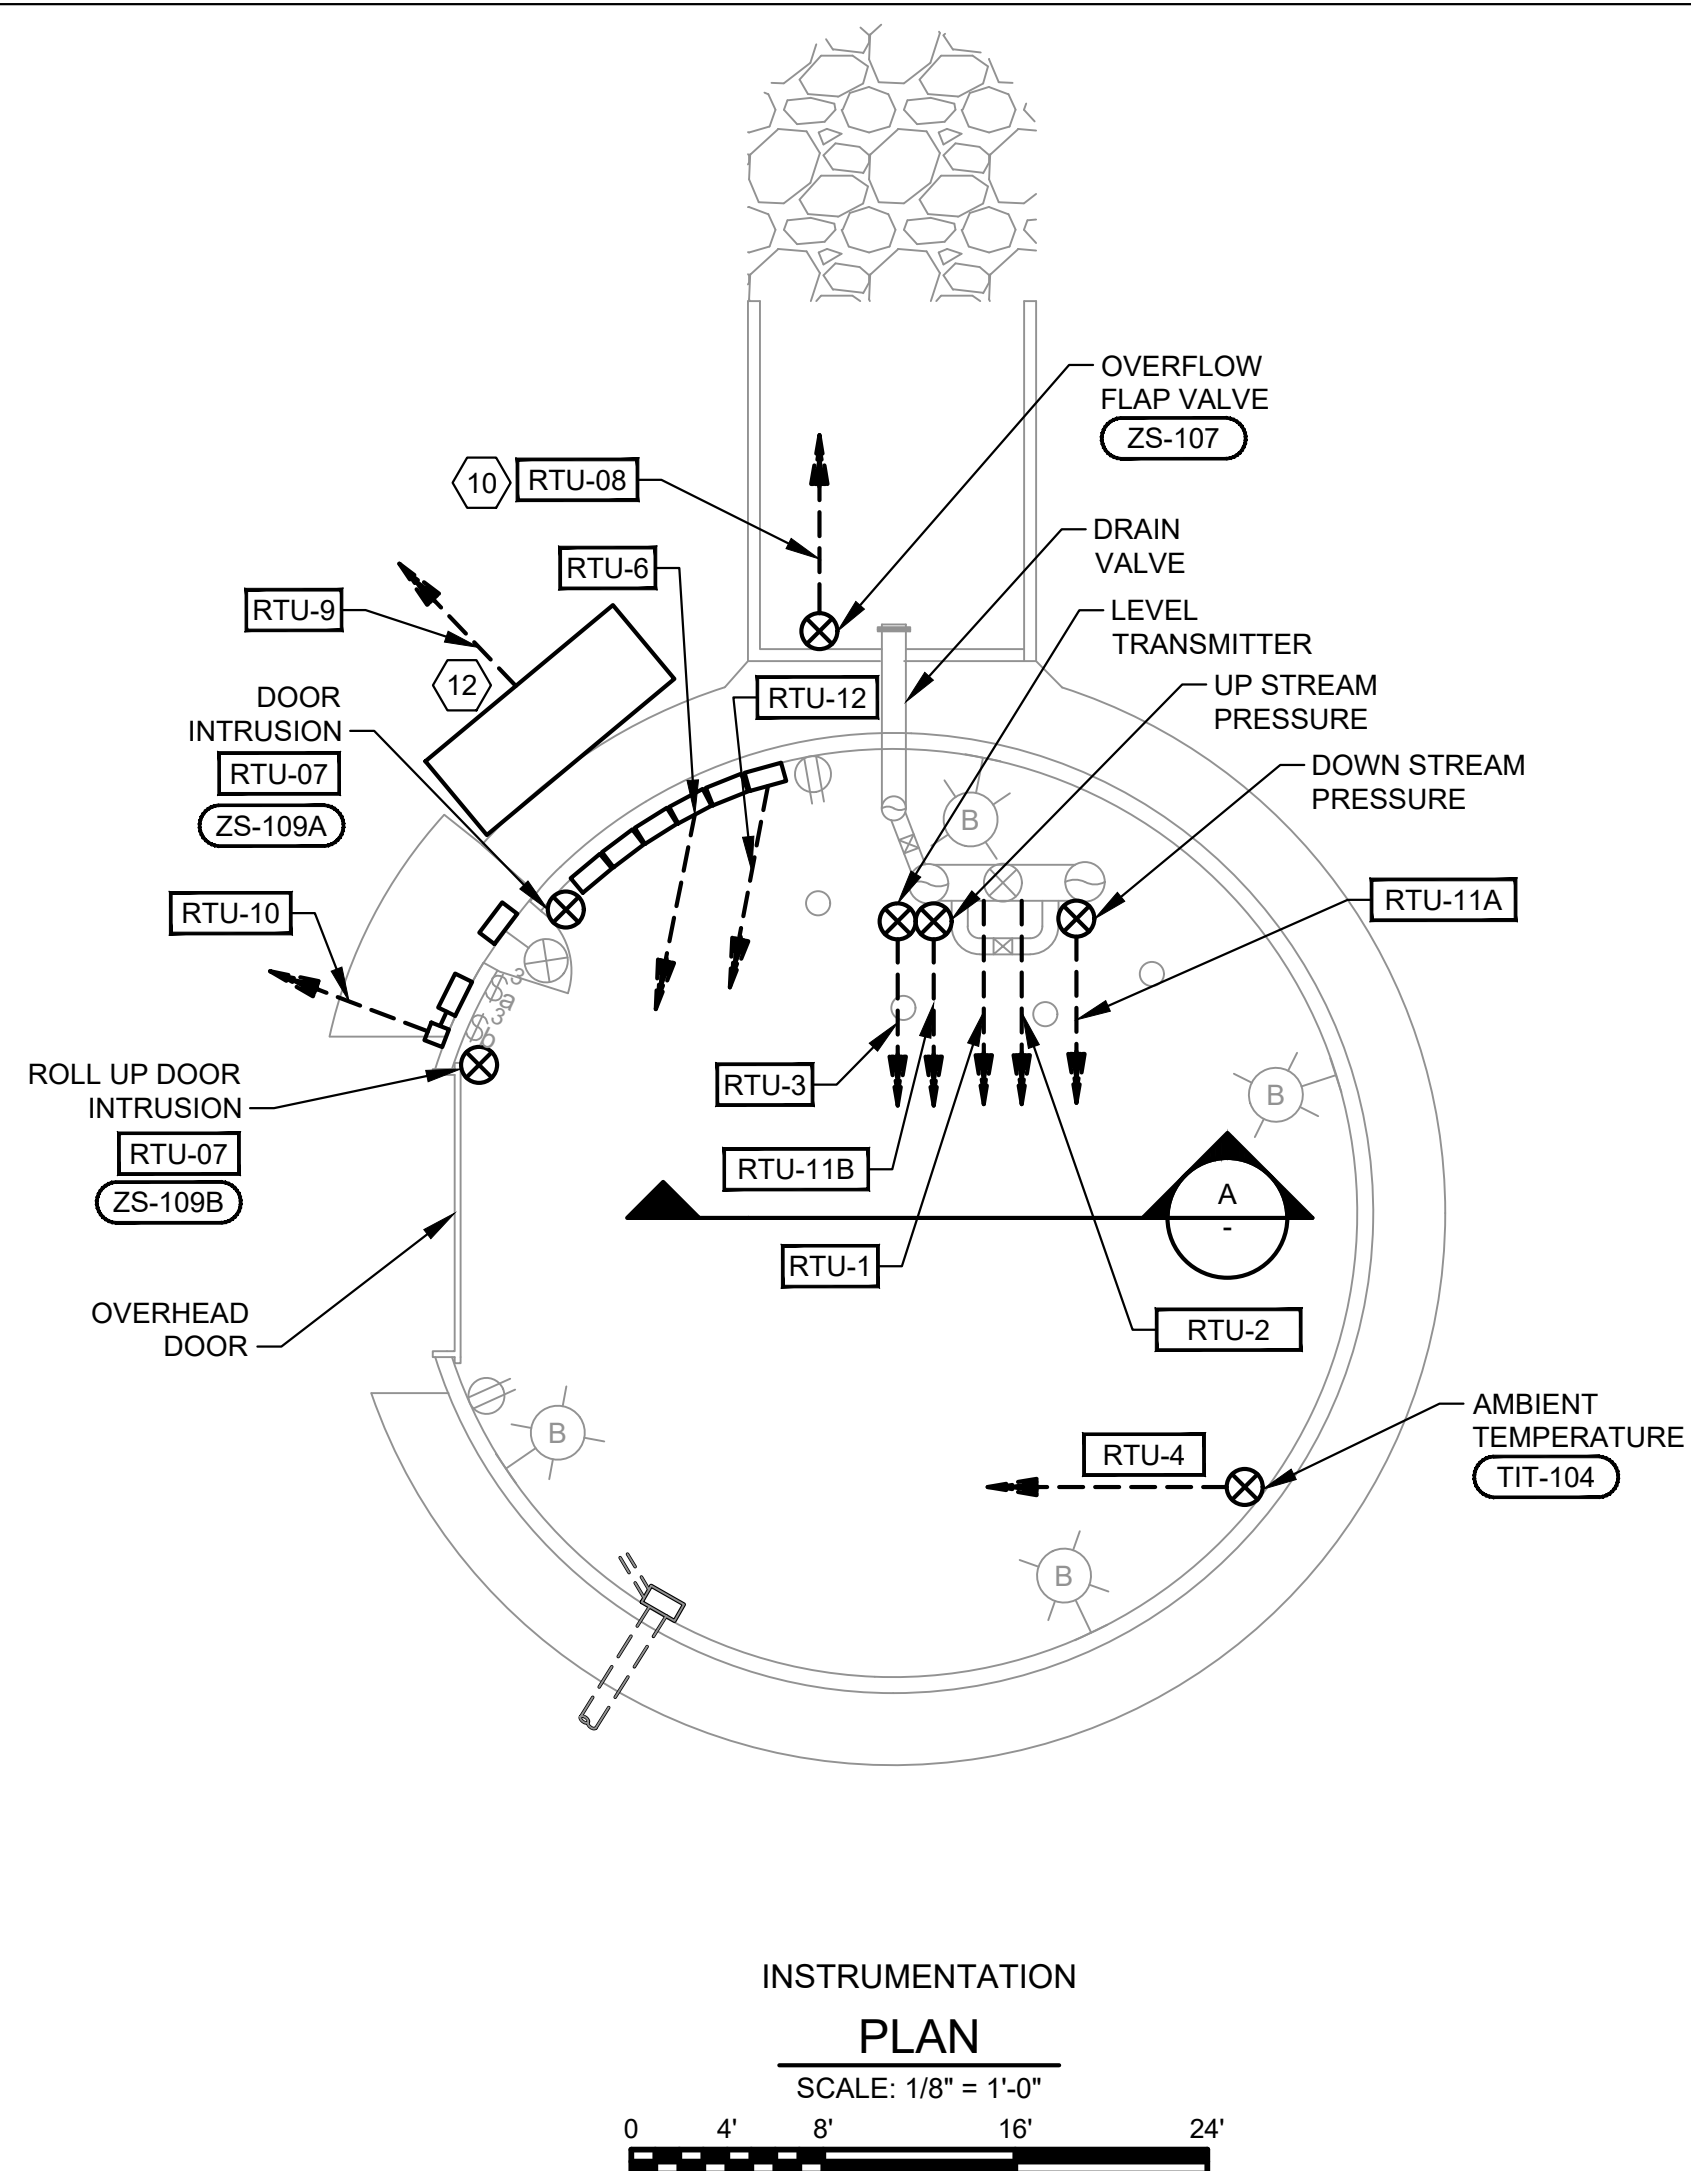 OVERFLOW
FLAP VALVE
ZS-107
10
RTU-08
DRAIN
VALVE
RTU-6
RTU-9
LEVEL
TRANSMITTER
12
RTU-12
UP STREAM
PRESSURE
DOOR
INTRUSION
RTU-07
ZS-109A
DOWN STREAM
PRESSURE
B
RTU-10
RTU-11A
$3a
$3b
ROLL UP DOOR
INTRUSION
RTU-07
ZS-109B
RTU-3
B
RTU-11B
A
-
RTU-1
RTU-2
OVERHEAD
DOOR
B
RTU-4
AMBIENT
TEMPERATURE
TIT-104
B
INSTRUMENTATION
PLAN
SCALE: 1/8" = 1'-0"
0 4' 8' 16' 24'